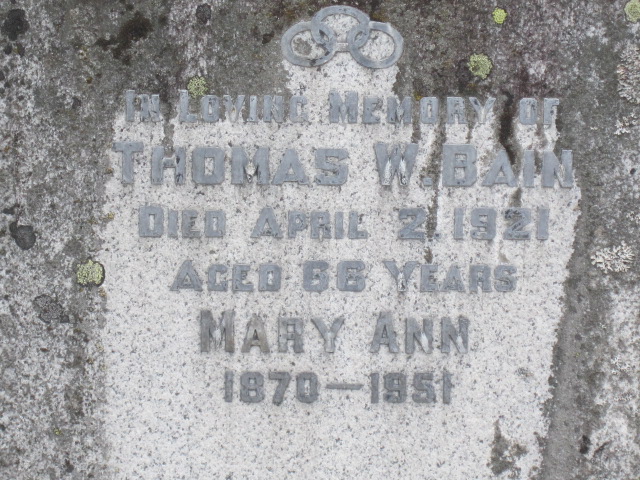 In Loving Memory of
Thomas W. Bain
Died April 2, 1921
Aged 66 Years
Mary Ann
1870—1951